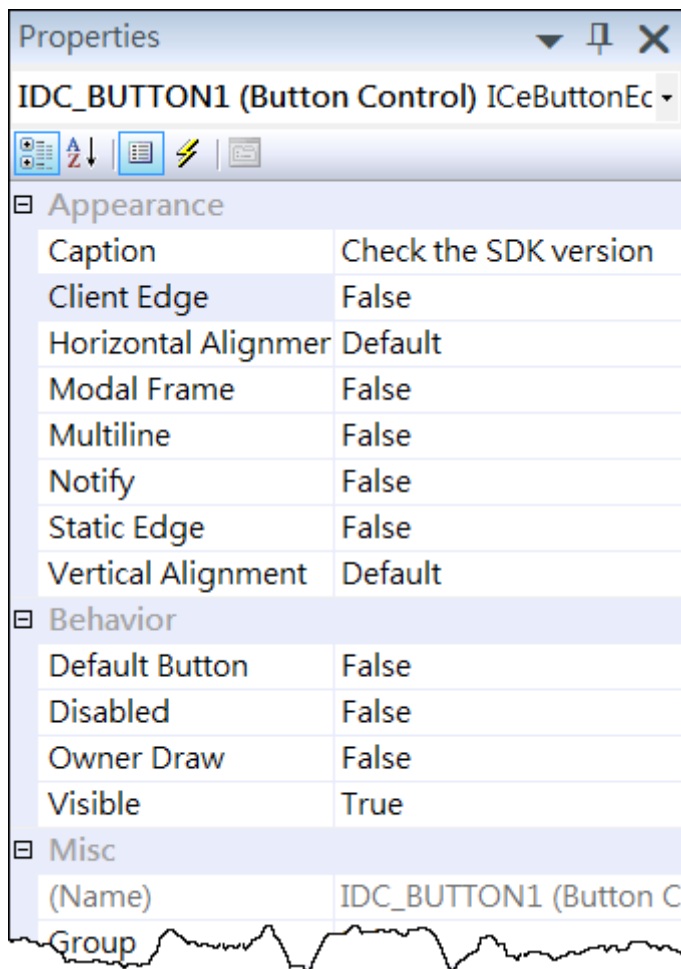 Properties
IDC_BUTTON1 (Button Control) ICeButtonEc
Appearance
Caption Check the SDK version
Client Edge False
Horizontal Alignmer Default
Modal Frame False
Multiline False
Notify False
Static Edge False
Vertical Alignment Default
Behavior
Default Button False
Disabled False
Owner Draw False
Visible True
Misc
(Name) IDC_BUTTON1 (Button C
Group